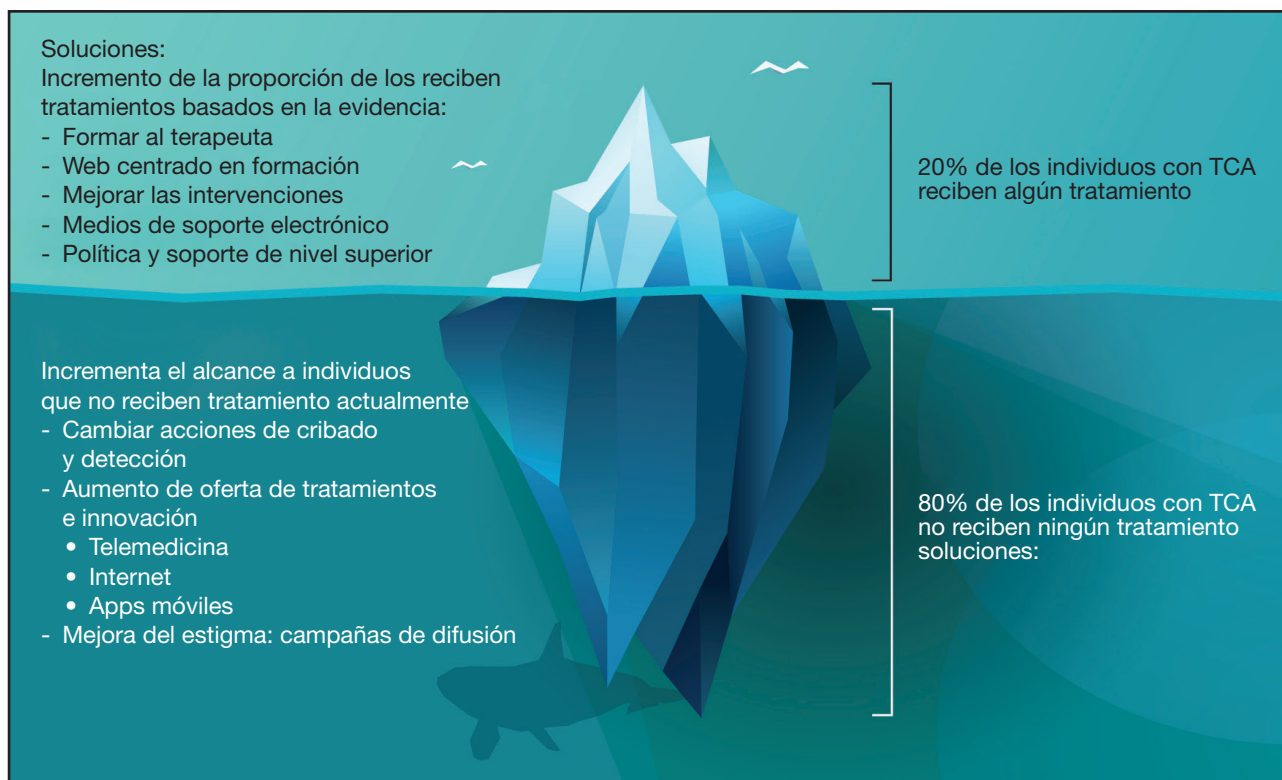 Soluciones:
Incremento de la proporción de los reciben
tratamientos basados en la evidencia:
- Formar al terapeuta
- Web centrado en formación
- Mejorar las intervenciones
- Medios de soporte electrónico
- Política y soporte de nivel superior
20% de los individuos con TCA
reciben algún tratamiento
Incrementa el alcance a individuos
que no reciben tratamiento actualmente
- Cambiar acciones de cribado
y detección
- Aumento de oferta de tratamientos
e innovación
• Telemedicina
• Internet
• Apps móviles
- Mejora del estigma: campañas de difusión
80% de los individuos con TCA
no reciben ningún tratamiento
soluciones: